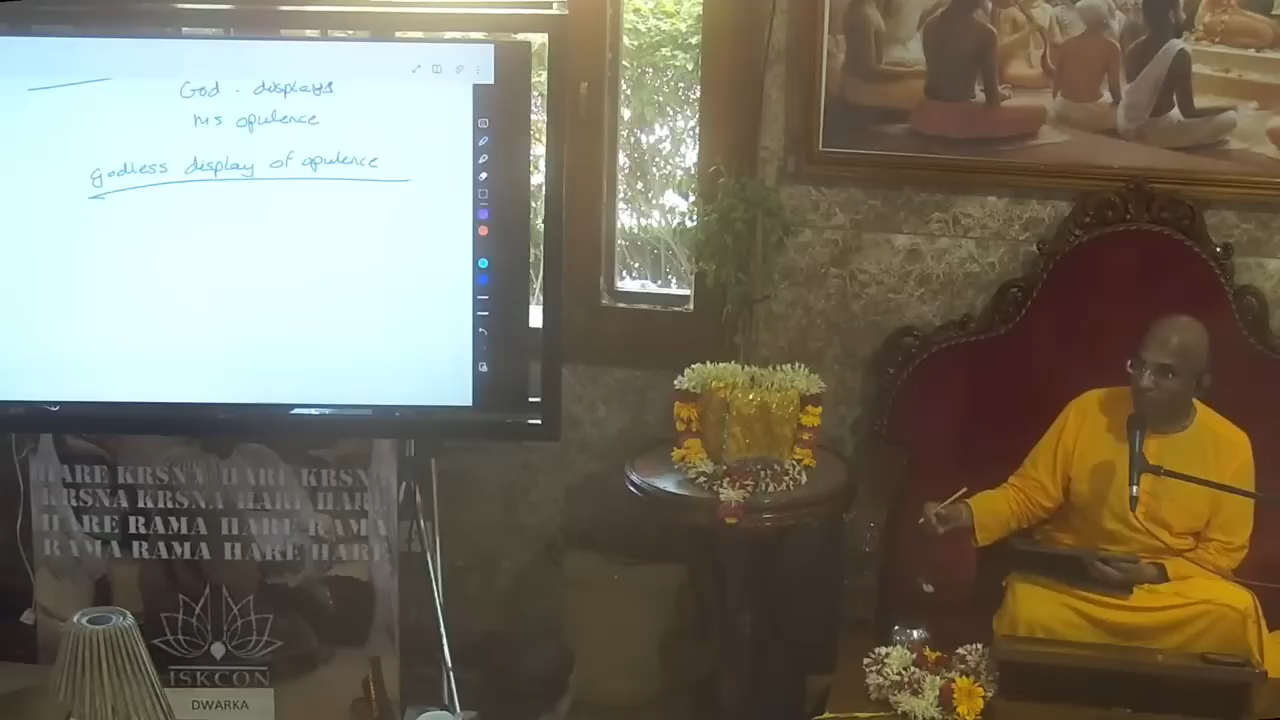 God . displays
his opulence
godless display of opulence
HARE KRSNA HARE KRSNA
KRSNA KRSNA HARE HARE
HARE RAMA HARE RAMA
RAMA RAMA HARE HARE
ISKCON
DWARKA